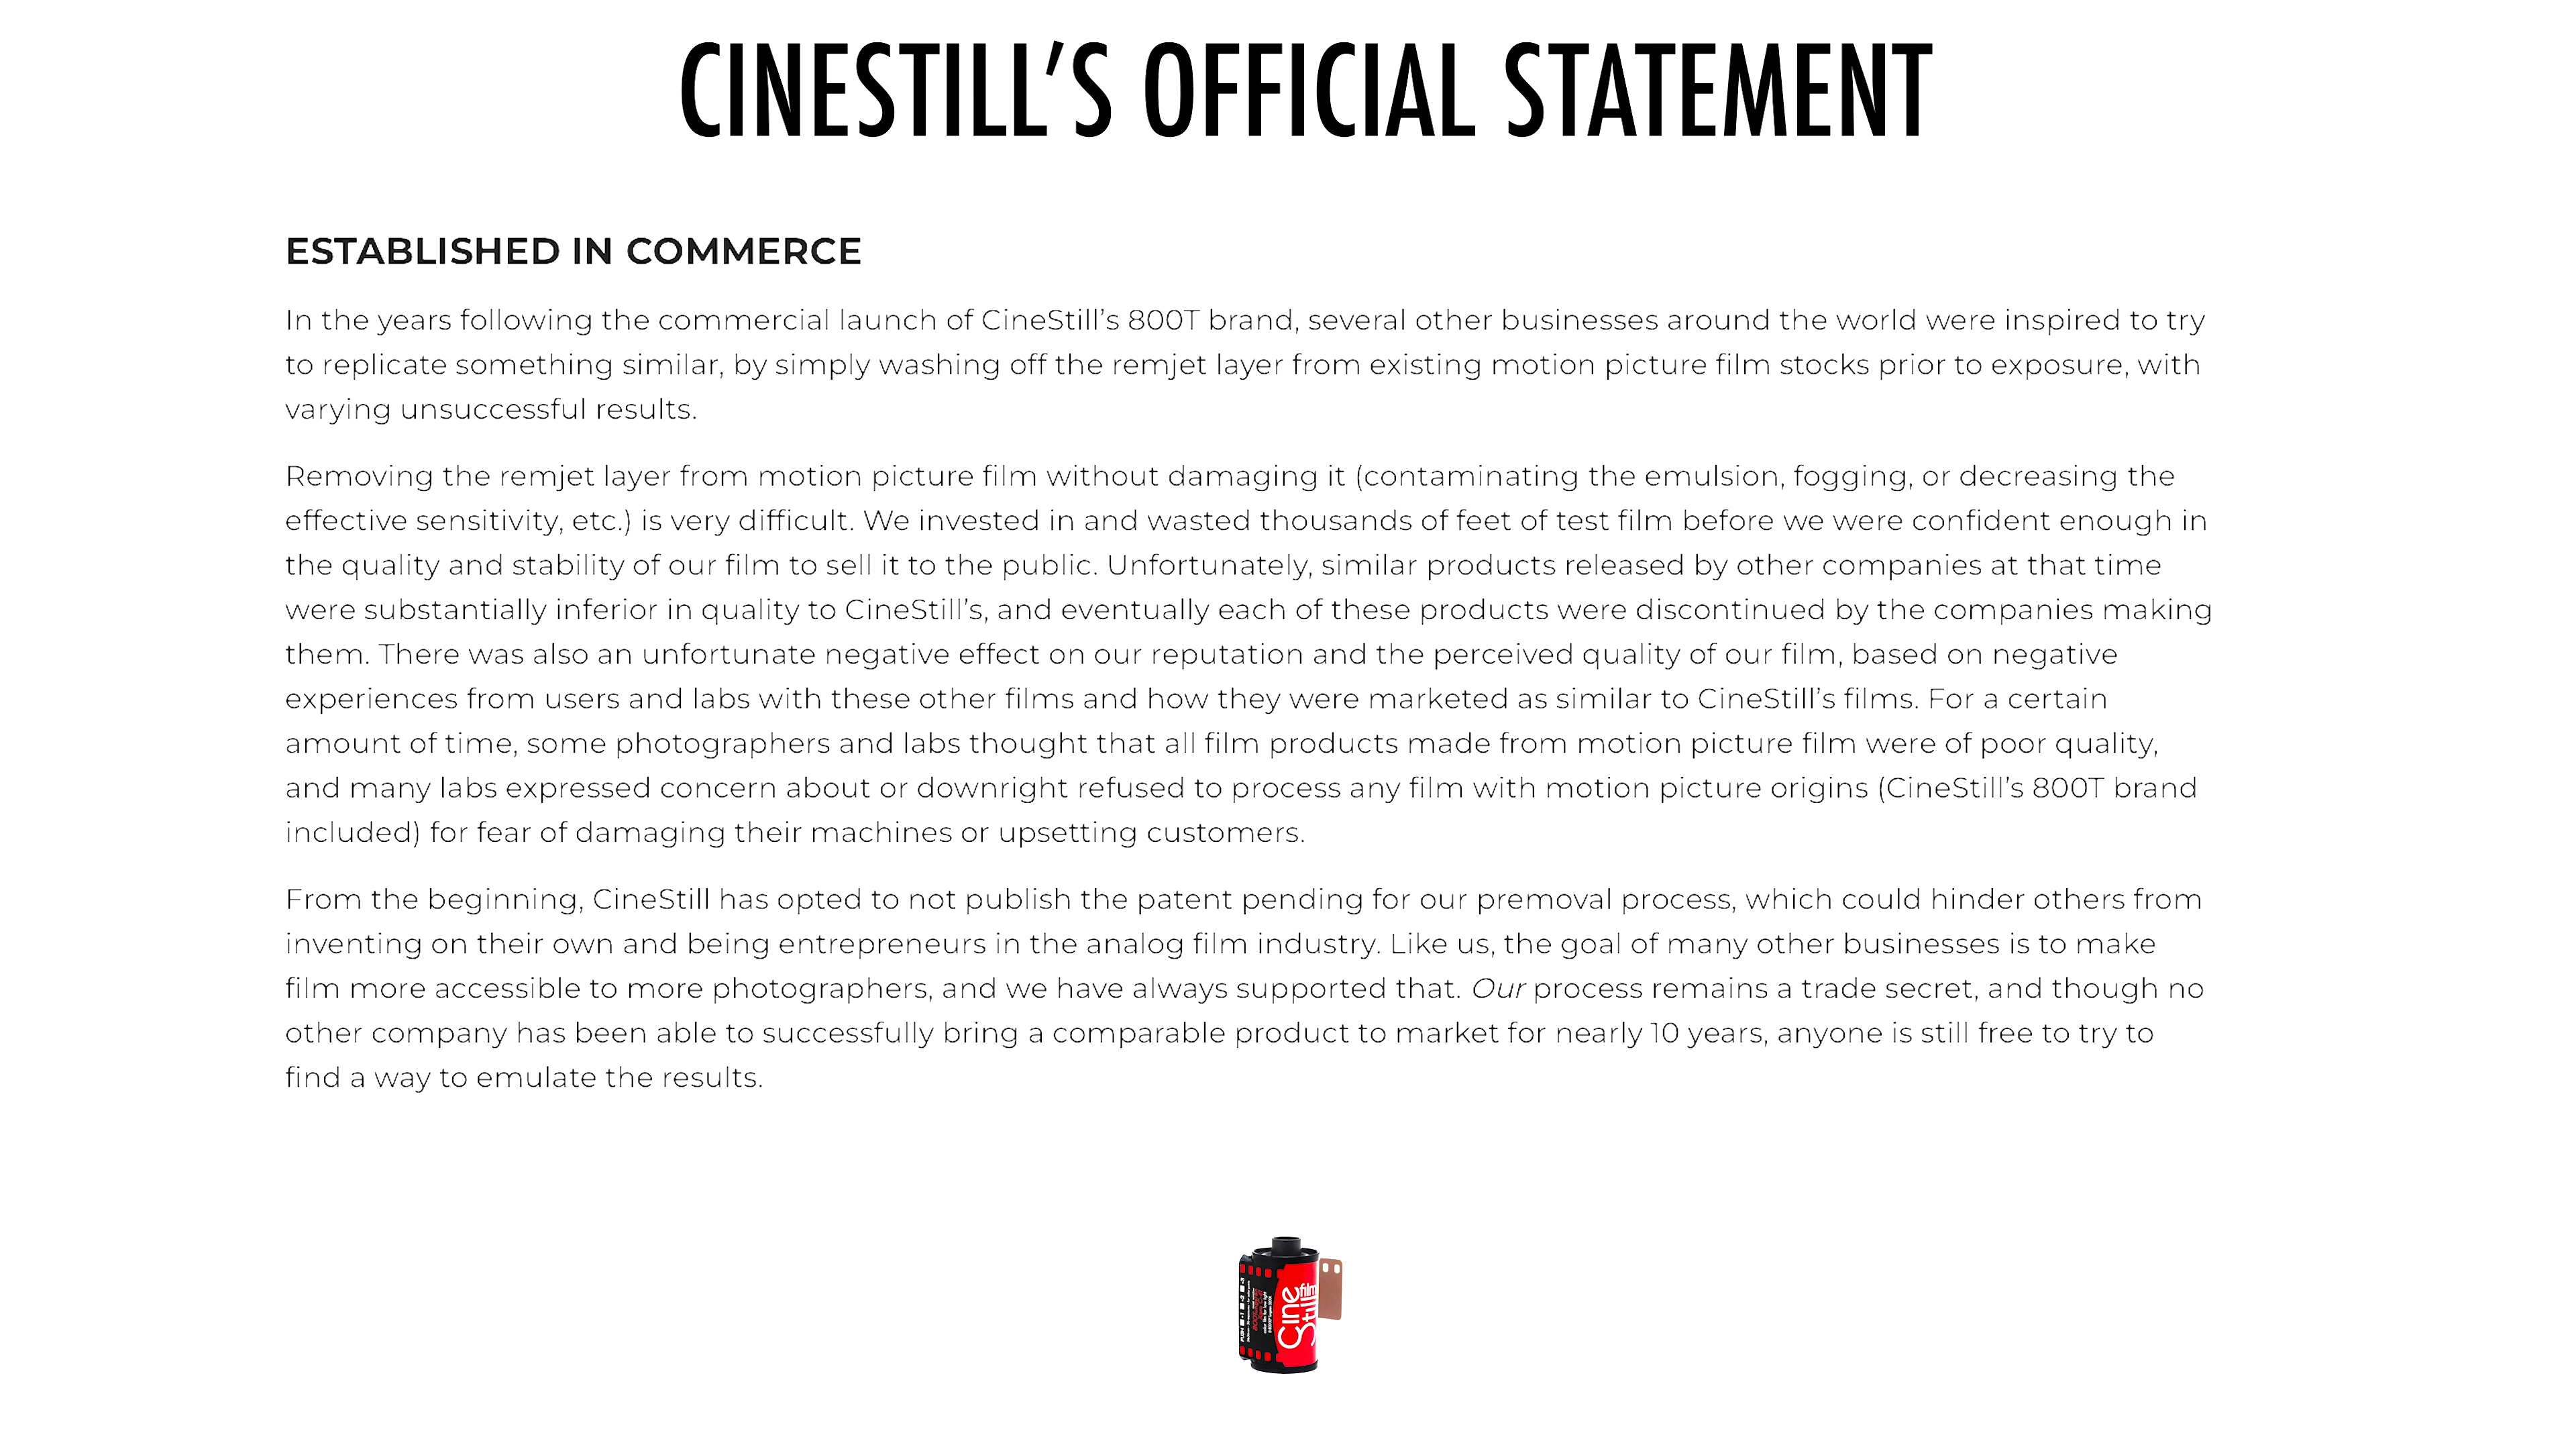 CINESTILL’S OFFICIAL STATEMENT
ESTABLISHED IN COMMERCE
In the years following the commercial launch of CineStill’s 800T brand, several other businesses around the world were inspired to try
to replicate something similar, by simply washing off the remjet layer from existing motion picture film stocks prior to exposure, with
varying unsuccessful results.
Removing the remjet layer from motion picture film without damaging it (contaminating the emulsion, fogging, or decreasing the
effective sensitivity, etc.) is very difficult. We invested in and wasted thousands of feet of test film before we were confident enough in
the quality and stability of our film to sell it to the public. Unfortunately, similar products released by other companies at that time
were substantially inferior in quality to CineStill’s, and eventually each of these products were discontinued by the companies making
them. There was also an unfortunate negative effect on our reputation and the perceived quality of our film, based on negative
experiences from users and labs with these other films and how they were marketed as similar to CineStill’s films. For a certain
amount of time, some photographers and labs thought that all film products made from motion picture film were of poor quality,
and many labs expressed concern about or downright refused to process any film with motion picture origins (CineStill’s 800T brand
included) for fear of damaging their machines or upsetting customers.
From the beginning, CineStill has opted to not publish the patent pending for our premoval process, which could hinder others from
inventing on their own and being entrepreneurs in the analog film industry. Like us, the goal of many other businesses is to make
film more accessible to more photographers, and we have always supported that. Our process remains a trade secret, and though no
other company has been able to successfully bring a comparable product to market for nearly 10 years, anyone is still free to try to
find a way to emulate the results.
Cine
Still
film